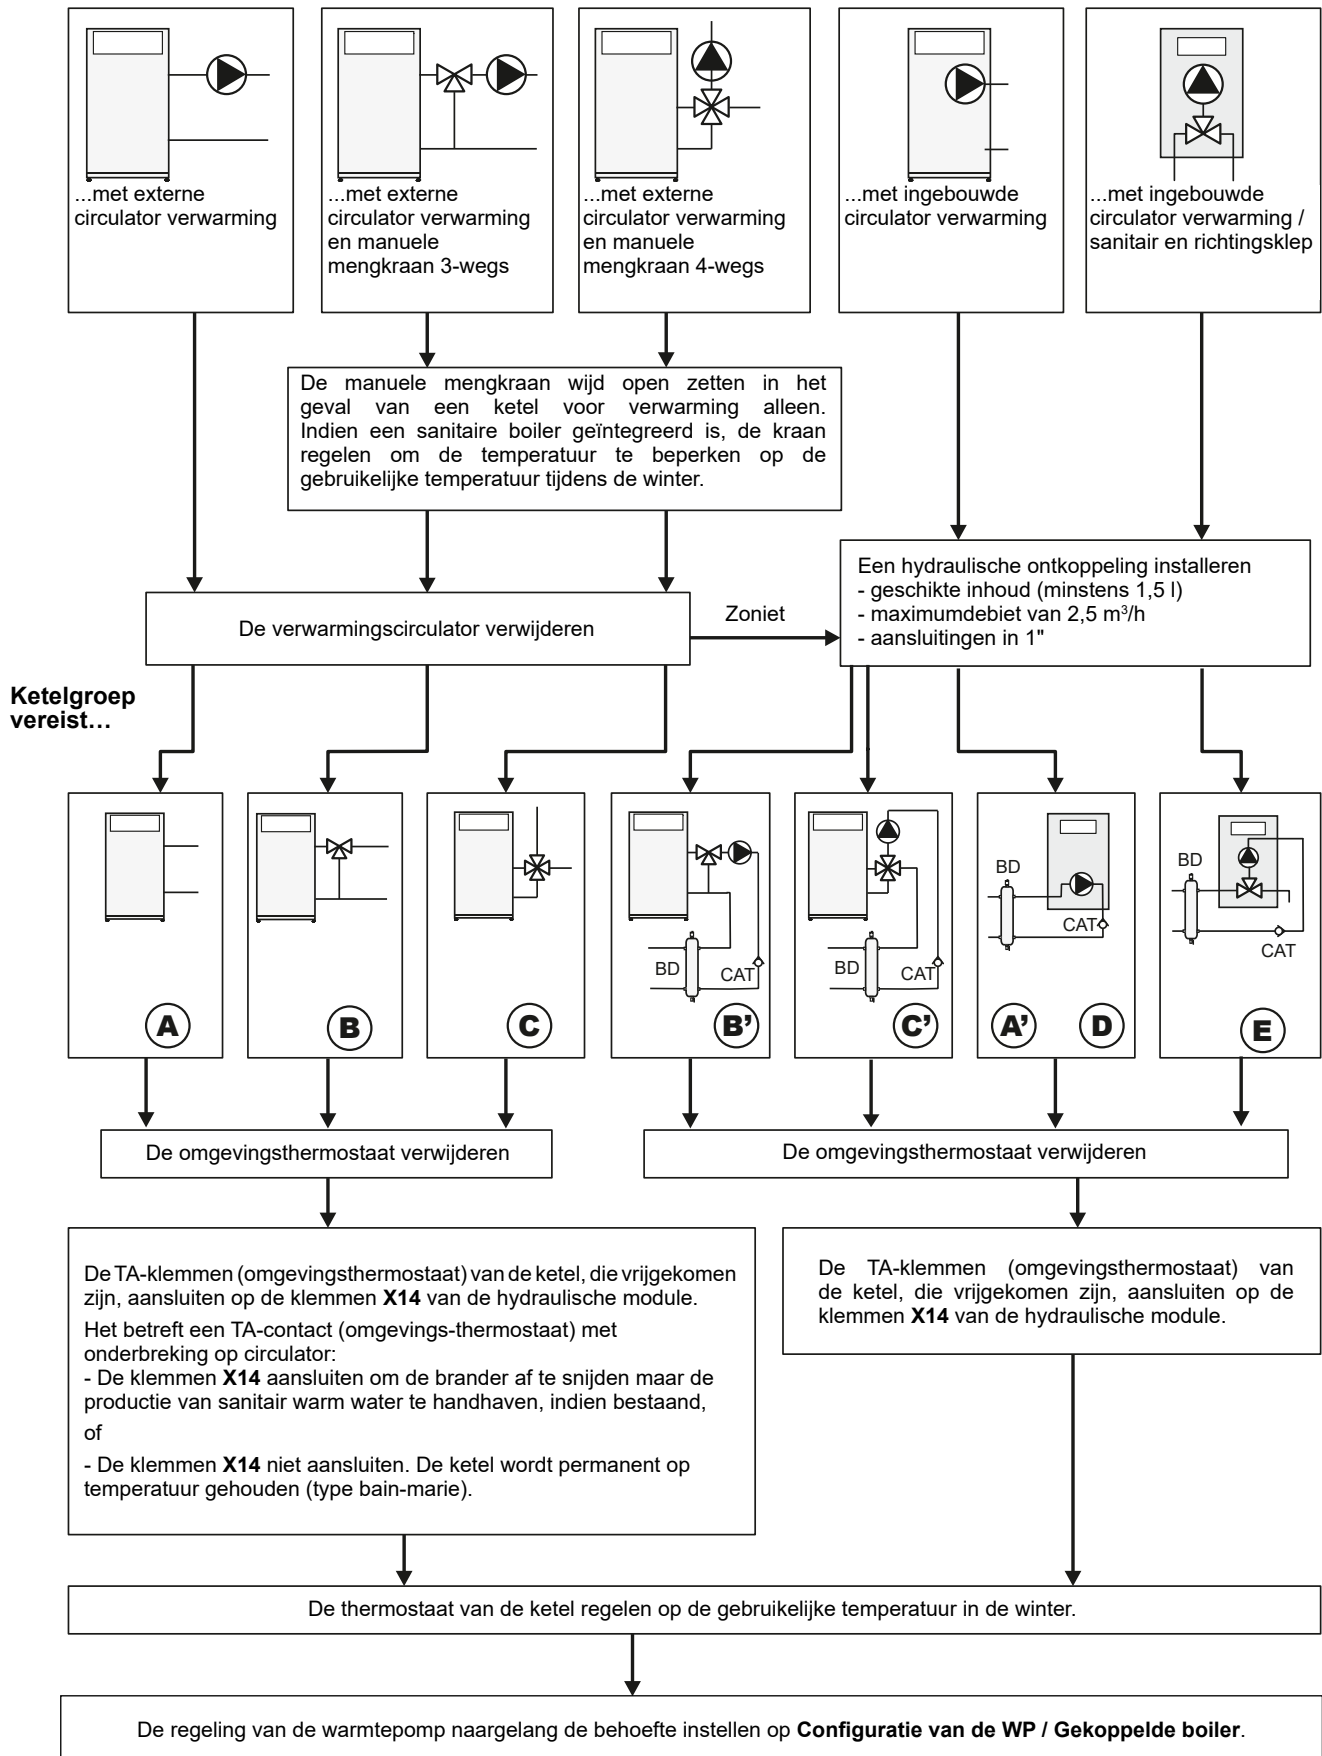 ...met externe
circulator verwarming
...met externe
circulator verwarming
en manuele
mengkraan 3-wegs
...met externe
circulator verwarming
en manuele
mengkraan 4-wegs
...met ingebouwde
circulator verwarming
...met ingebouwde
circulator verwarming /
sanitair en richtingsklep
De manuele mengkraan wijd open zetten in het
geval van een ketel voor verwarming alleen.
Indien een sanitaire boiler geïntegreerd is, de kraan
regelen om de temperatuur te beperken op de
gebruikelijke temperatuur tijdens de winter.
De verwarmingscirculator verwijderen
Zoniet
Een hydraulische ontkoppeling installeren
- geschikte inhoud (minstens 1,5 l)
- maximumdebiet van 2,5 m³/h
- aansluitingen in 1"
Ketelgroep
vereist…
A
B
C
BD
CAT
B’
BD
CAT
C’
BD
CAT
A’
D
BD
CAT
E
De omgevingsthermostaat verwijderen
De omgevingsthermostaat verwijderen
De TA-klemmen (omgevingsthermostaat) van de ketel, die vrijgekomen
zijn, aansluiten op de klemmen X14 van de hydraulische module.
Het betreft een TA-contact (omgevings-thermostaat) met
onderbreking op circulator:
- De klemmen X14 aansluiten om de brander af te snijden maar de
productie van sanitair warm water te handhaven, indien bestaand,
of
- De klemmen X14 niet aansluiten. De ketel wordt permanent op
temperatuur gehouden (type bain-marie).
De TA-klemmen (omgevingsthermostaat) van
de ketel, die vrijgekomen zijn, aansluiten op de
klemmen X14 van de hydraulische module.
De thermostaat van de ketel regelen op de gebruikelijke temperatuur in de winter.
De regeling van de warmtepomp naargelang de behoefte instellen op Configuratie van de WP / Gekoppelde boiler.